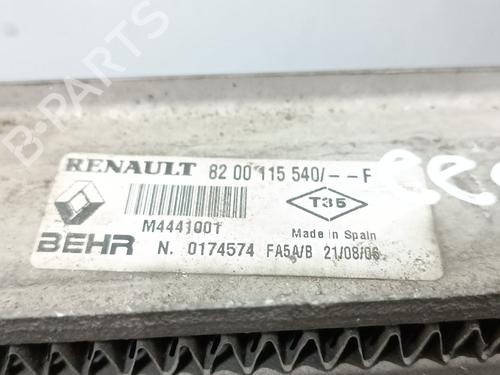 B-PARTS
RENAULT 82 00 115 540/--F
M4441001
T35
Made in Spain
BEHR N. 0174574 FA5A/B 21/08/06